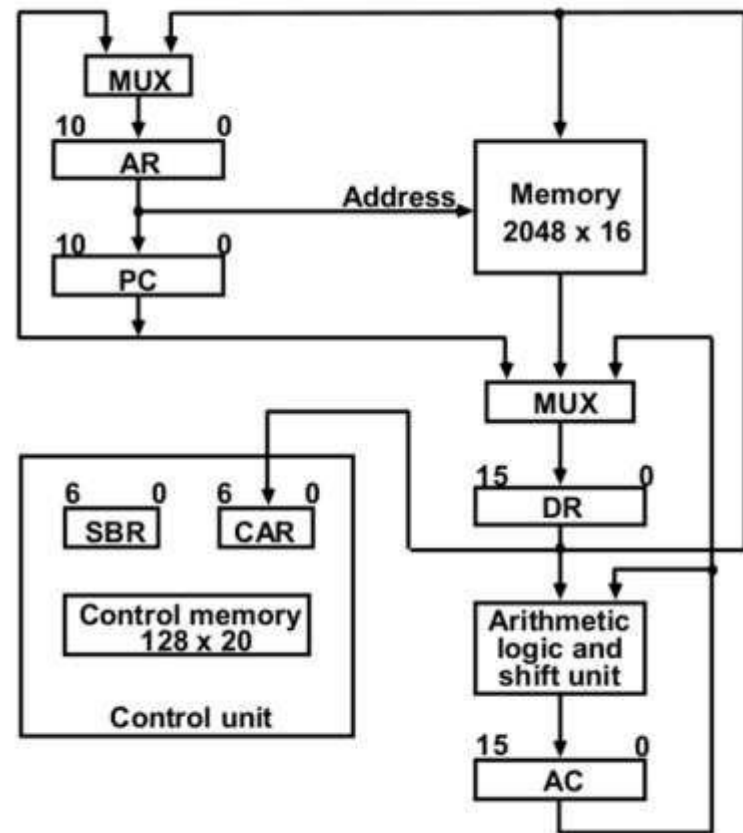 MUX
10 0
AR
Address
Memory
2048 x 16
10 0
PC
MUX
15 0
DR
6 0 6 0
SBR CAR
Control memory
128 x 20
Control unit
Arithmetic
logic and
shift unit
15 0
AC